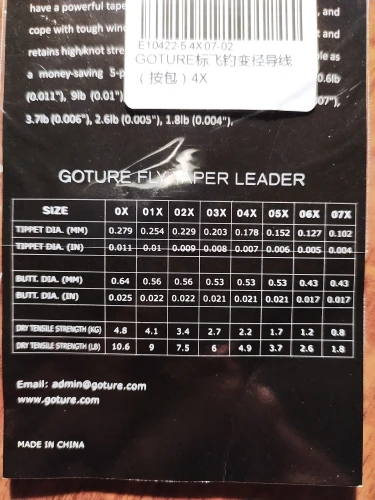 have a powerful tape
and
cope with tough win
t and
retains high knot stre
le as
a money-saving 5-p
0.6lb
(0.011"), 9lb (0.01")
07"),
3.7lb (0.006"), 2.6lb (0.005"), 1.8lb (0.004").
E10422-5 4X 07-02
GOTURE标飞钓变径导线
（按包）4X
GOTURE FLY TAPER LEADER
SIZE 0X 01X 02X 03X 04X 05X 06X 07X
TIPPET DIA. (MM) 0.279 0.254 0.229 0.203 0.178 0.152 0.127 0.102
TIPPET DIA. (IN) 0.011 0.01 0.009 0.008 0.007 0.006 0.005 0.004
BUTT. DIA. (MM) 0.64 0.56 0.56 0.53 0.53 0.53 0.43 0.43
BUTT. DIA. (IN) 0.025 0.022 0.022 0.021 0.021 0.021 0.017 0.017
DRY TENSILE STRENGTH (KG) 4.8 4.1 3.4 2.7 2.2 1.7 1.2 0.8
DRY TENSILE STRENGTH (LB) 10.6 9 7.5 6 4.9 3.7 2.6 1.8
Email: admin@goture.com
www.goture.com
MADE IN CHINA